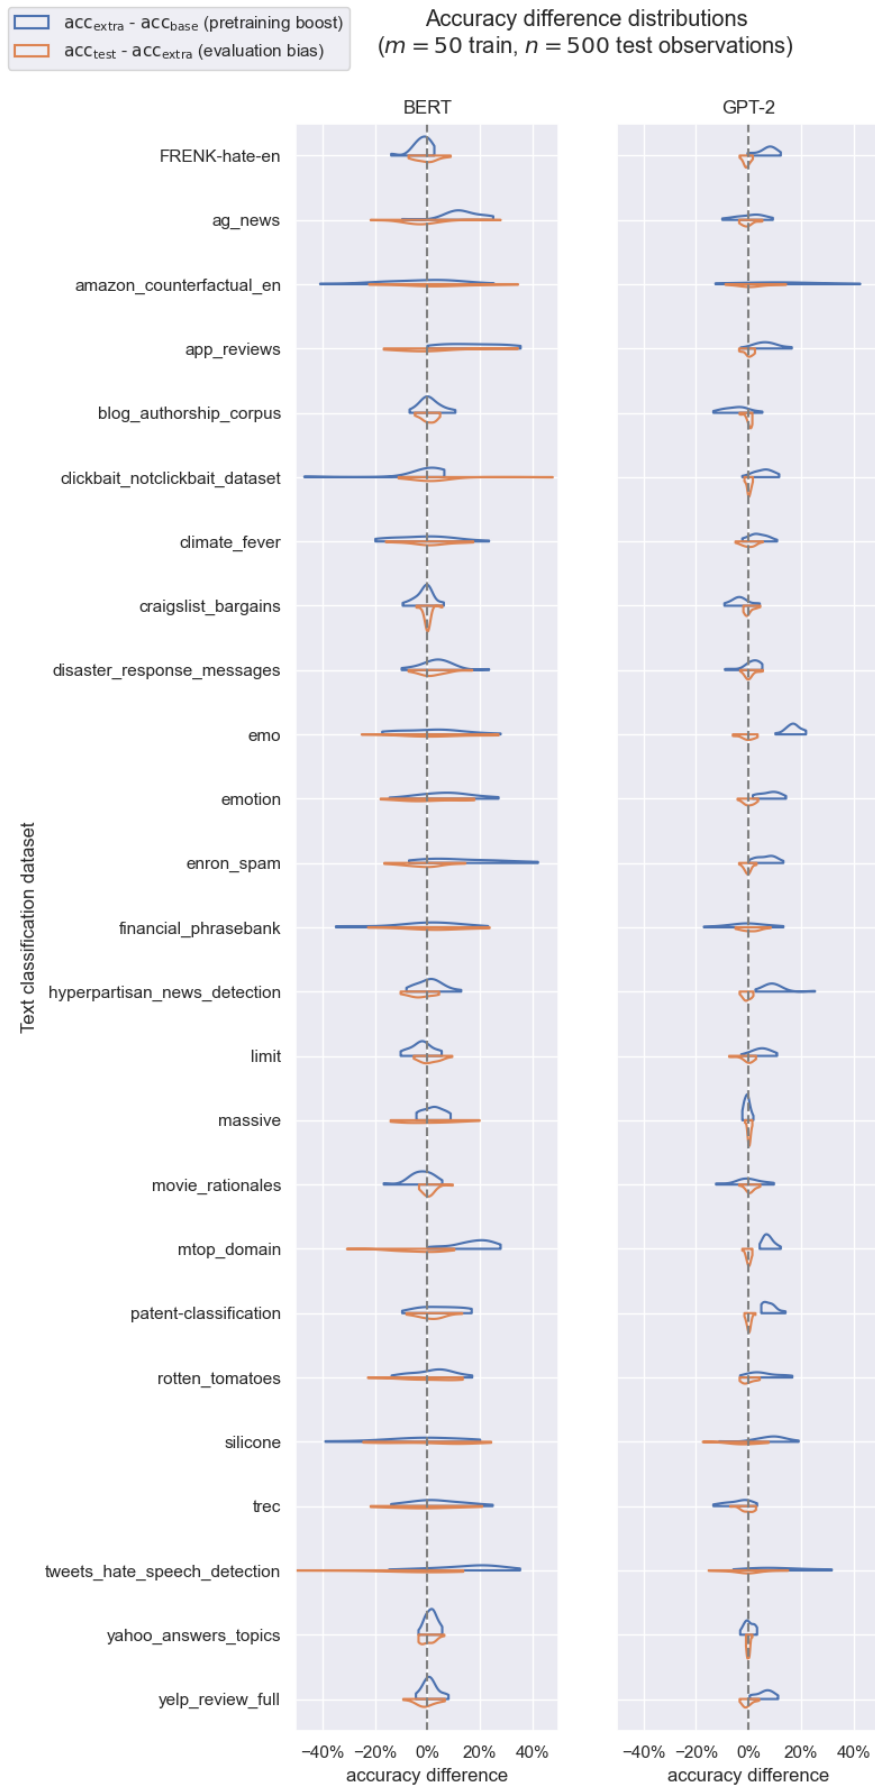 acc_extra - acc_base (pretraining boost)
acc_test - acc_extra (evaluation bias)
Accuracy difference distributions
(m = 50 train, n = 500 test observations)
BERT
GPT-2
Text classification dataset
FRENK-hate-en
ag_news
amazon_counterfactual_en
app_reviews
blog_authorship_corpus
clickbait_notclickbait_dataset
climate_fever
craigslist_bargains
disaster_response_messages
emo
emotion
enron_spam
financial_phrasebank
hyperpartisan_news_detection
limit
massive
movie_rationales
mtop_domain
patent-classification
rotten_tomatoes
silicone
trec
tweets_hate_speech_detection
yahoo_answers_topics
yelp_review_full
−40% −20% 0% 20% 40%
accuracy difference
−40% −20% 0% 20% 40%
accuracy difference